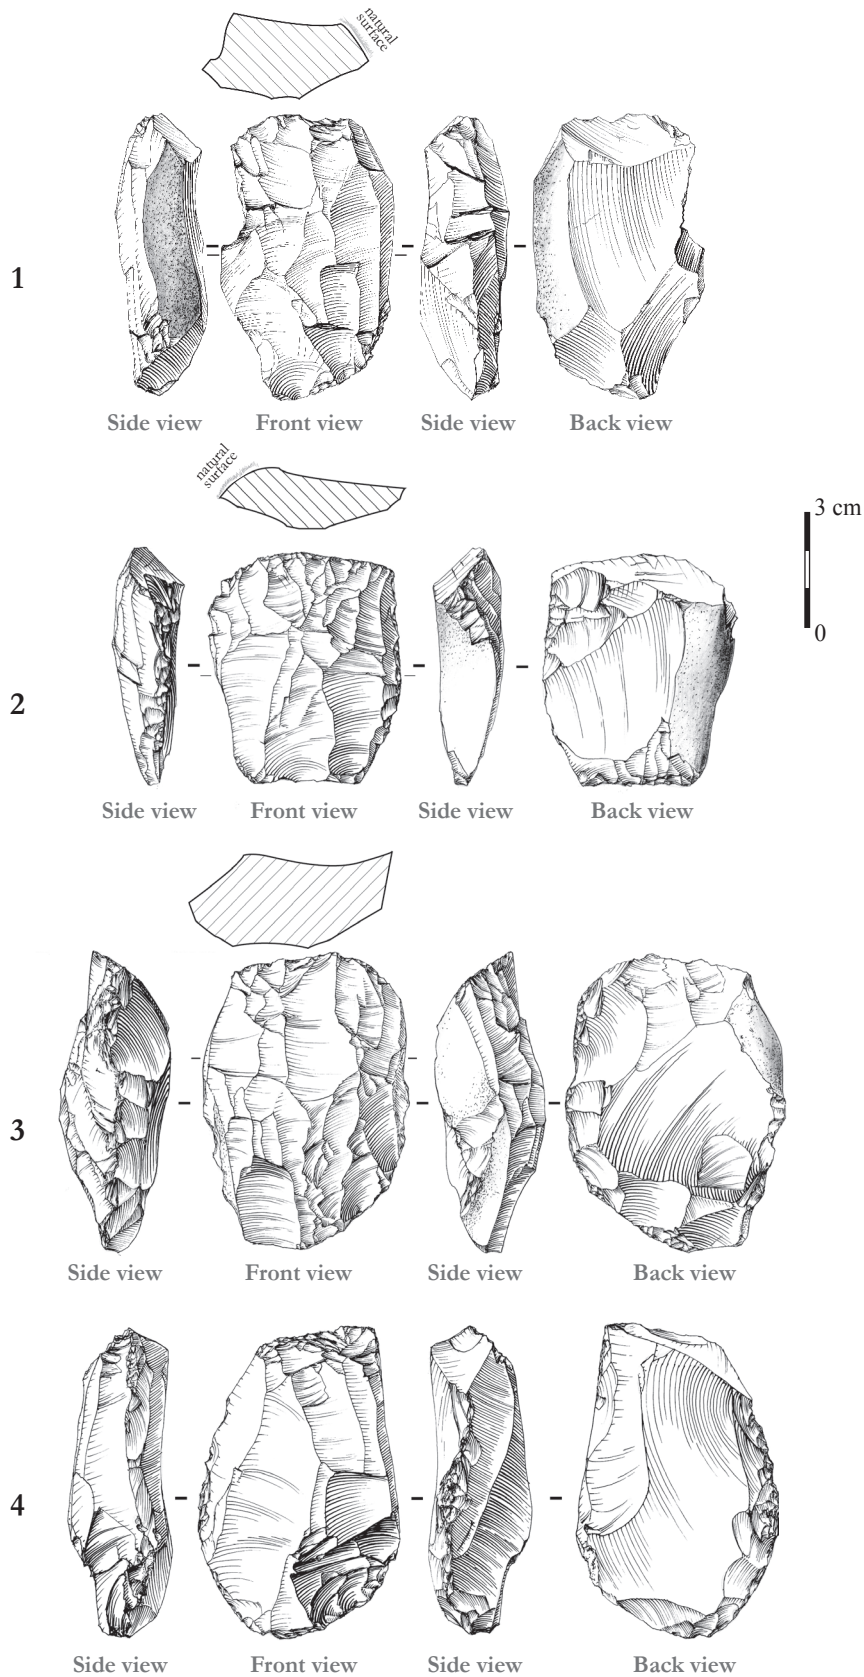 natural
surface
1
Side view Front view Side view Back view
natural
surface
3 cm
0
2
Side view Front view Side view Back view
3
Side view Front view Side view Back view
4
Side view Front view Side view Back view